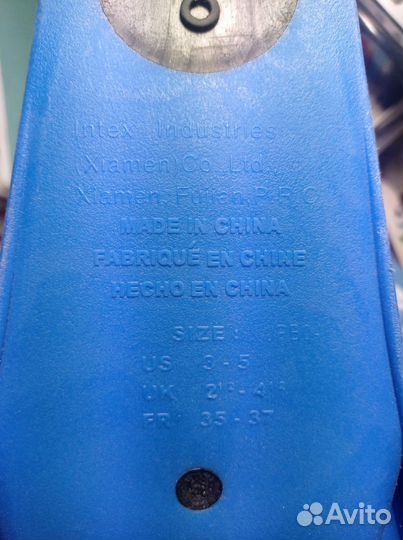 Intex Industries
(Xiamen) Co. Ltd.,
Xiamen, Fujian, P.R.C.
MADE IN CHINA
FABRIQUÉ EN CHINE
HECHO EN CHINA
SIZE :
US 3 - 5
UK 2½ - 4½
FR 35 - 37
Avito